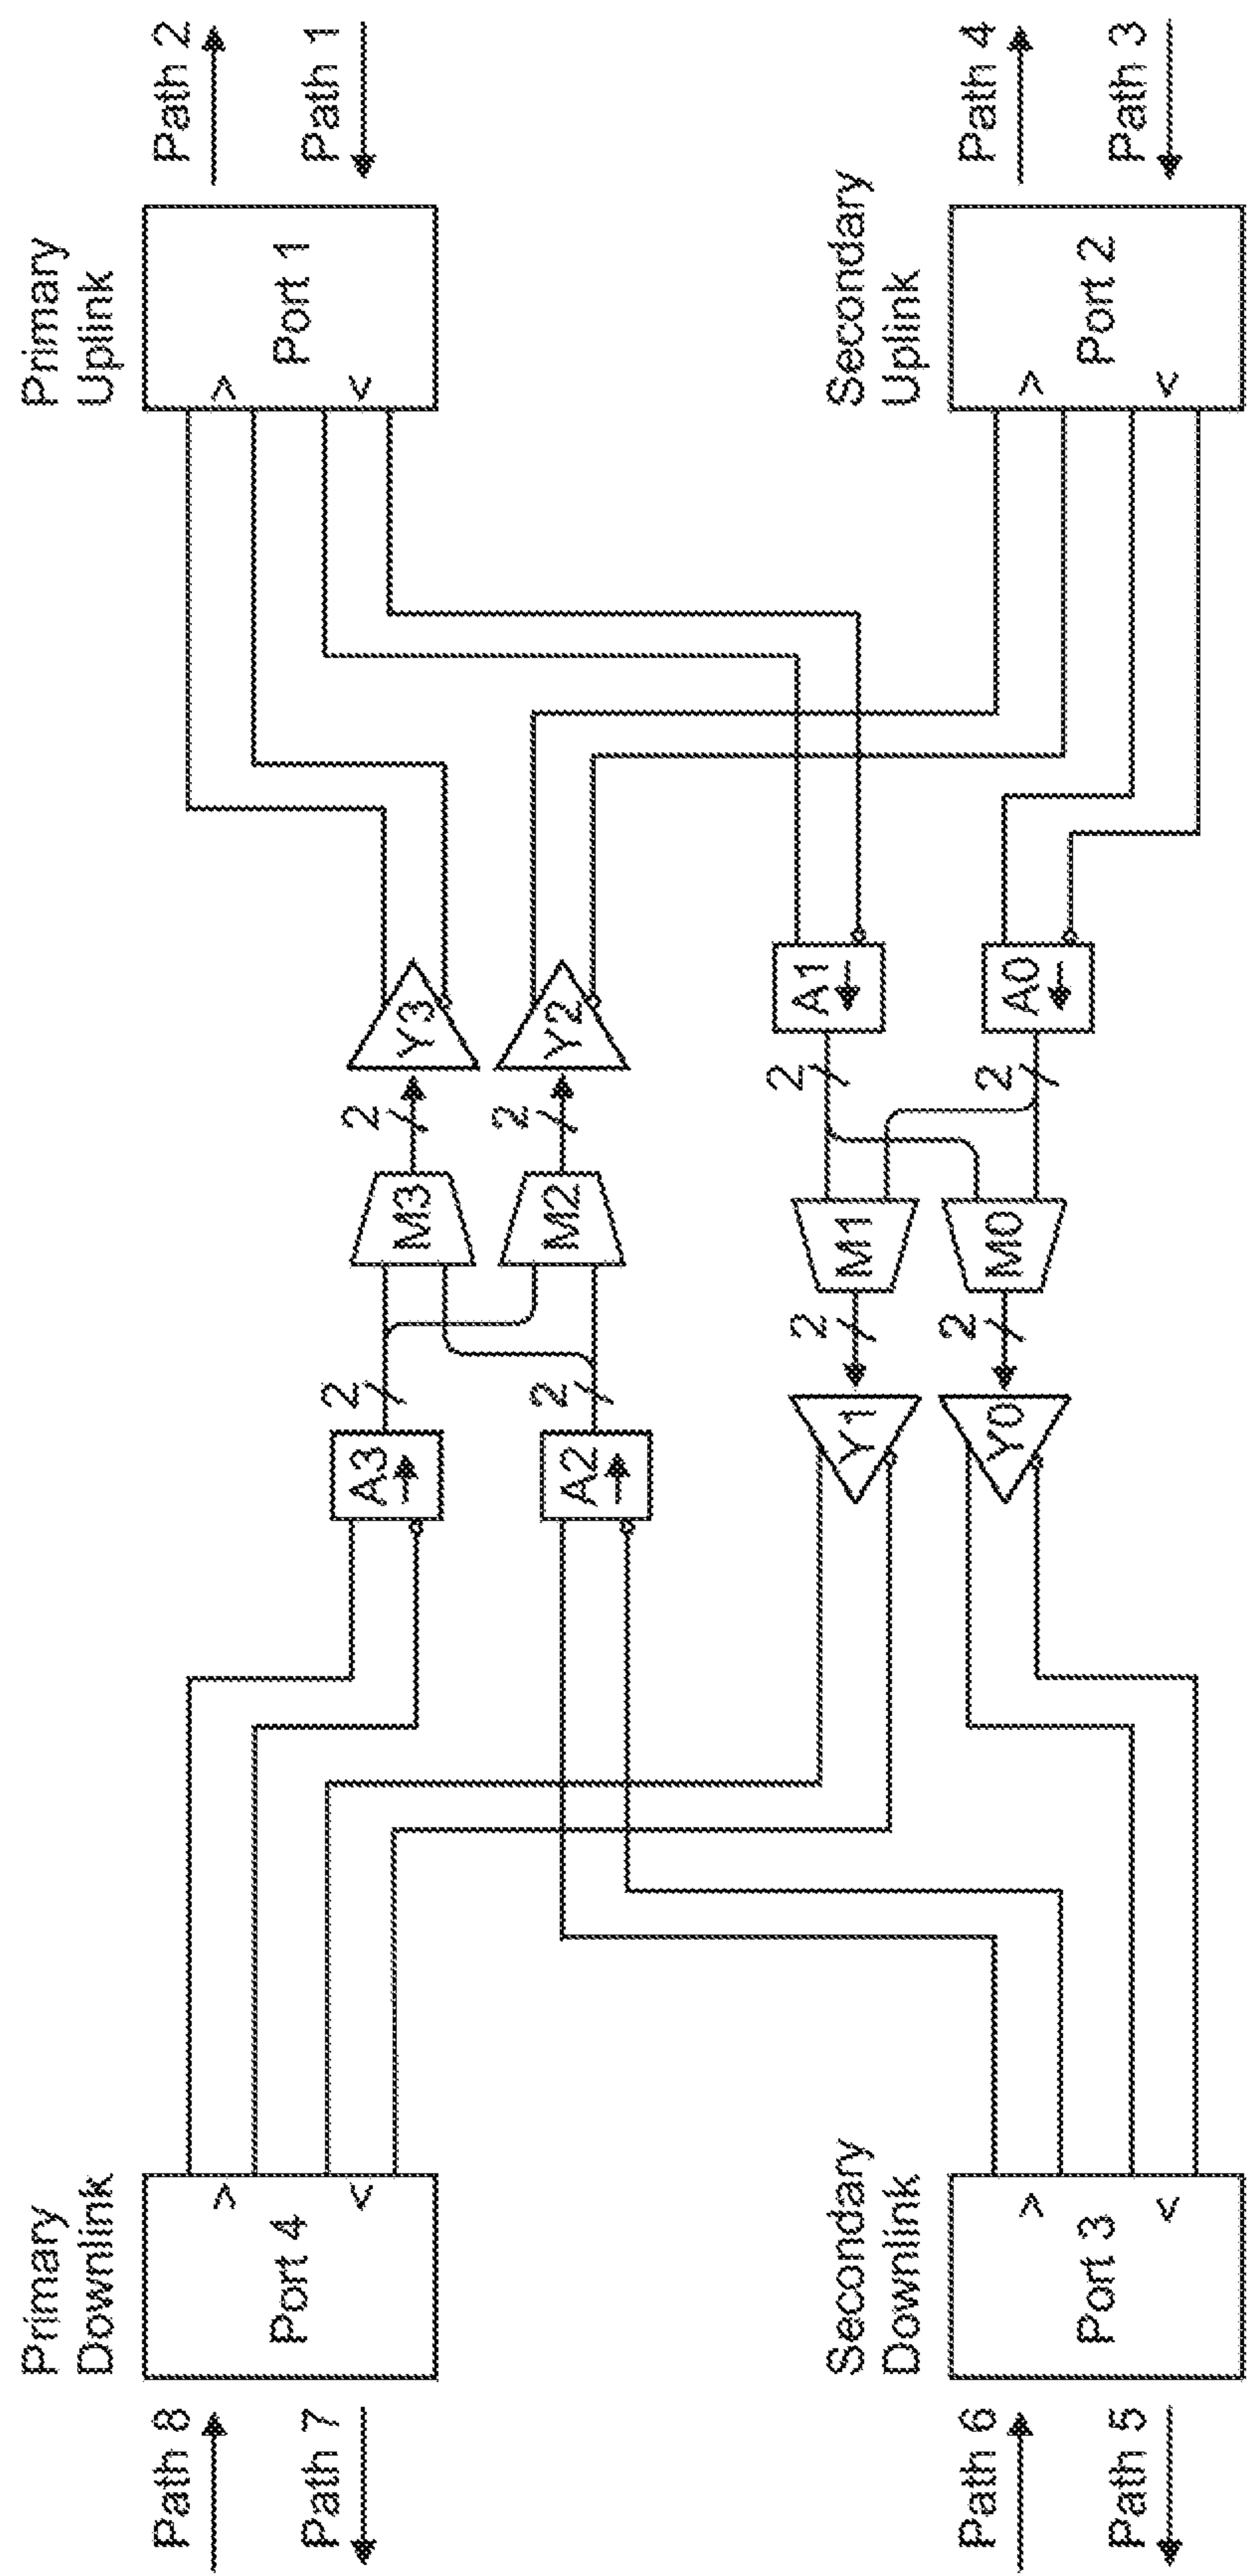 Primary
Downlink
Primary
Uplink
Path 8
Path 7
Port 4
>
<
Port 1
>
<
Path 2
Path 1
A3
2
M3
2
Y3
A2
2
M2
2
Y2
Y1
2
M1
2
A1
Y0
2
M0
2
A0
Secondary
Downlink
Secondary
Uplink
Path 6
Path 5
Port 3
>
<
Port 2
>
<
Path 4
Path 3